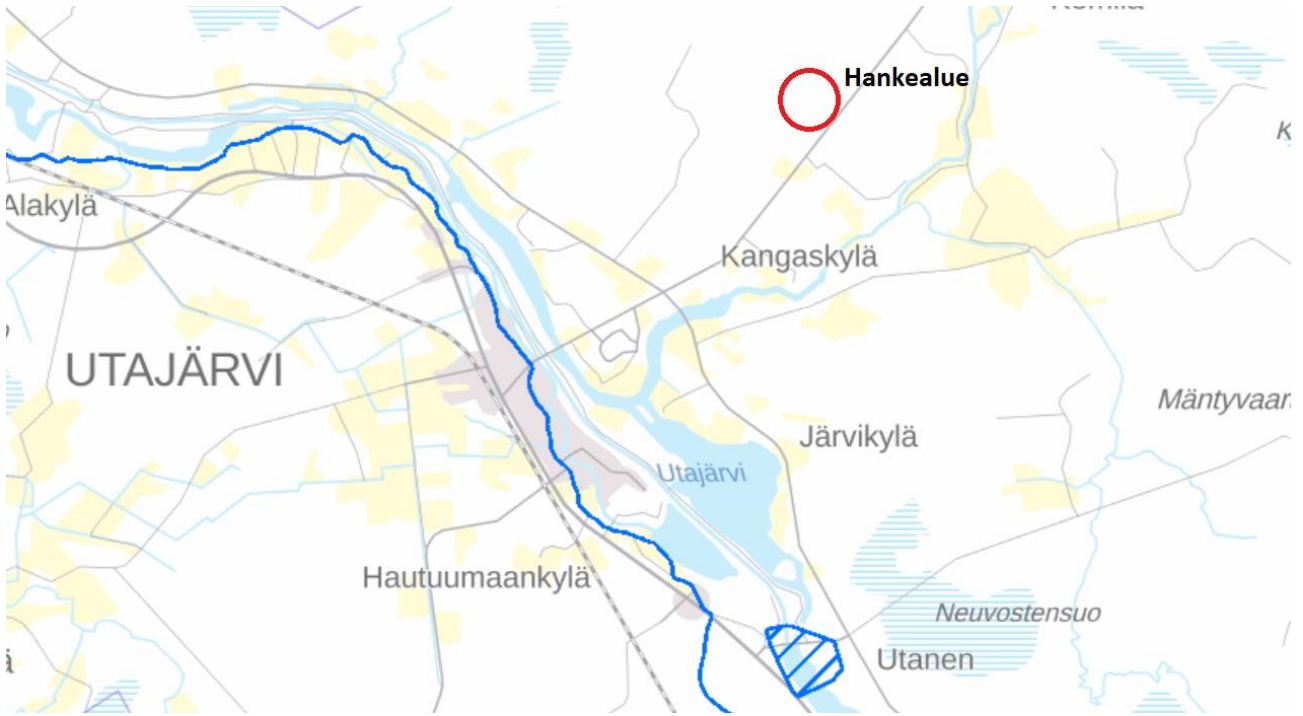 Hankealue
Alakylä
Kangaskylä
UTAJÄRVI
Mäntyvaar
Järvikylä
Utajärvi
Hautuumaankylä
Neuvostensuo
Utanen